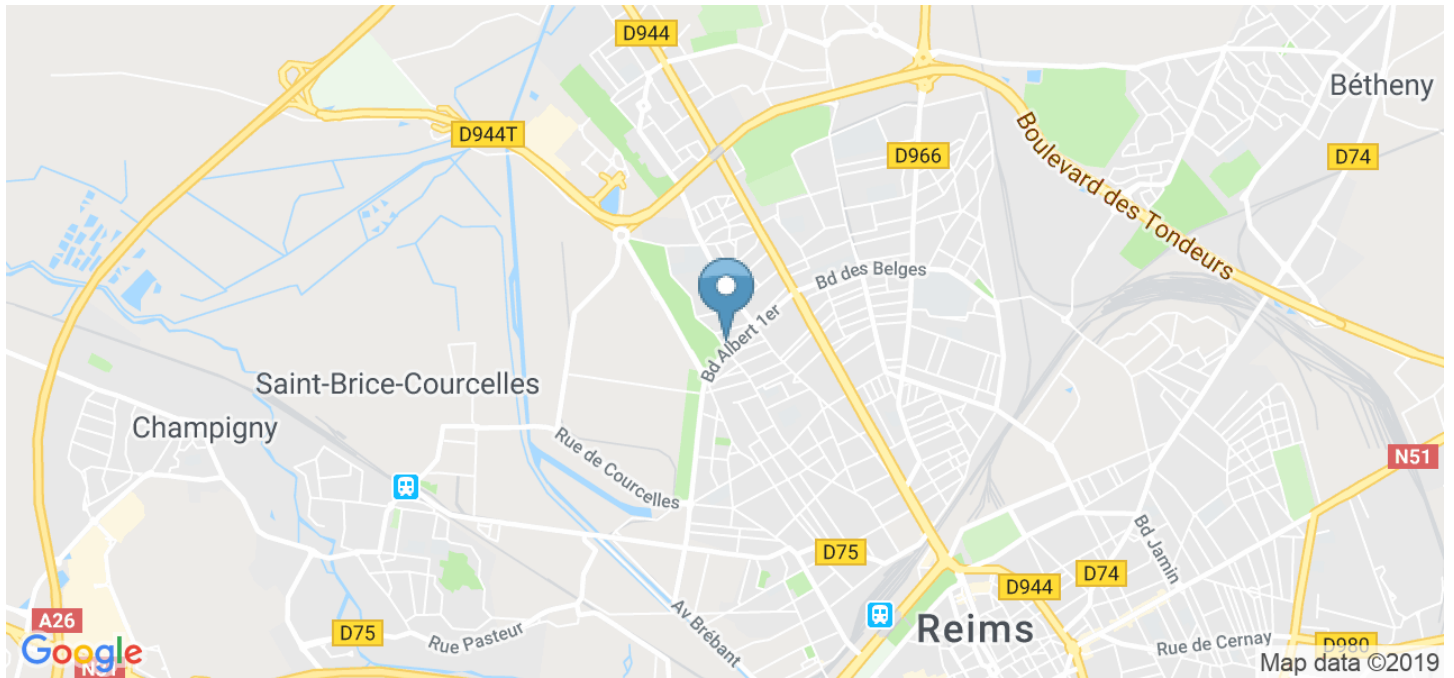 D944
Bétheny
D944T
D966
D74
Boulevard des Tondeurs
Bd des Belges
Bd Albert 1er
Saint-Brice-Courcelles
Champigny
Rue de Courcelles
N51
Bd Jamin
D75
D74
D944
A26
D75
Rue Pasteur
Av Brébant
Reims
Rue de Cernay
D980
Google
N51
Map data ©2019